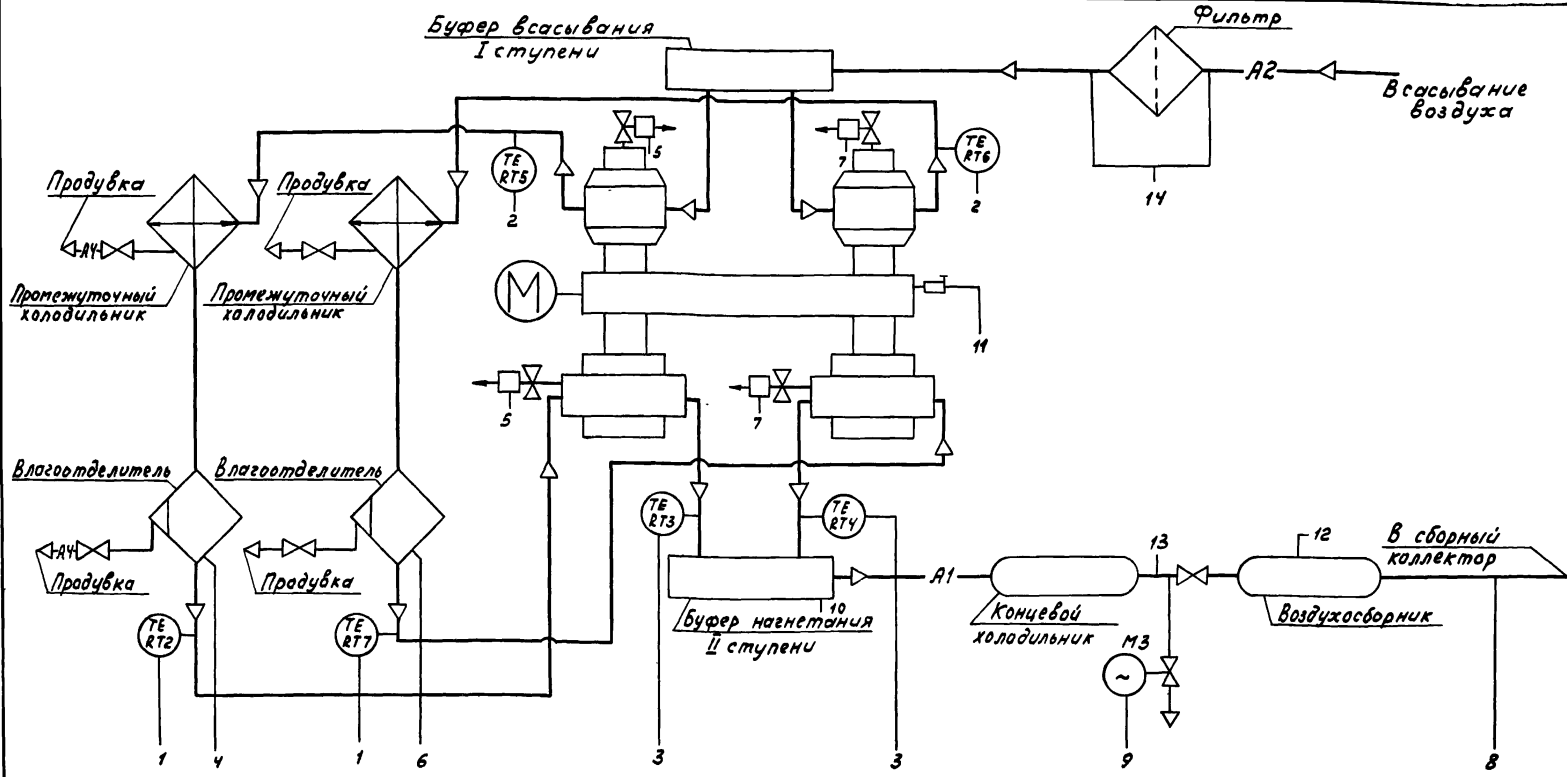 Буфер всасывания
I ступени
Фильтр
А2
Всасывание
воздуха
14
5
7
TE
RT5
2
TE
RT6
2
Продувка
А4
Продувка
Промежуточный
холодильник
Промежуточный
холодильник
М
11
5
7
Влагоотделитель
Влагоотделитель
А4
Продувка
Продувка
TE
RT3
TE
RT4
А1
13
12
В сборный
коллектор
10
Буфер нагнетания
II ступени
Концевой
холодильник
Воздухосборник
TE
RT2
TE
RT7
М3
~
1
4
1
6
3
3
9
8